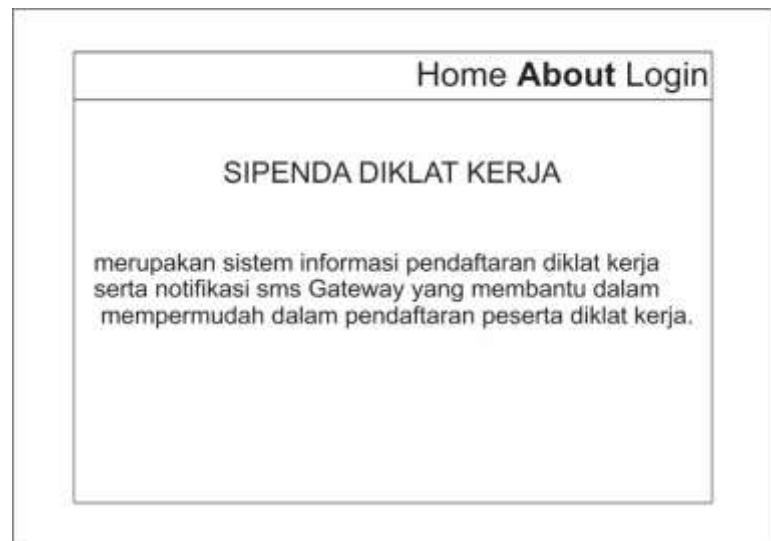 Home About Login
SIPENDA DIKLAT KERJA
merupakan sistem informasi pendaftaran diklat kerja
serta notifikasi sms Gateway yang membantu dalam
mempermudah dalam pendaftaran peserta diklat kerja.